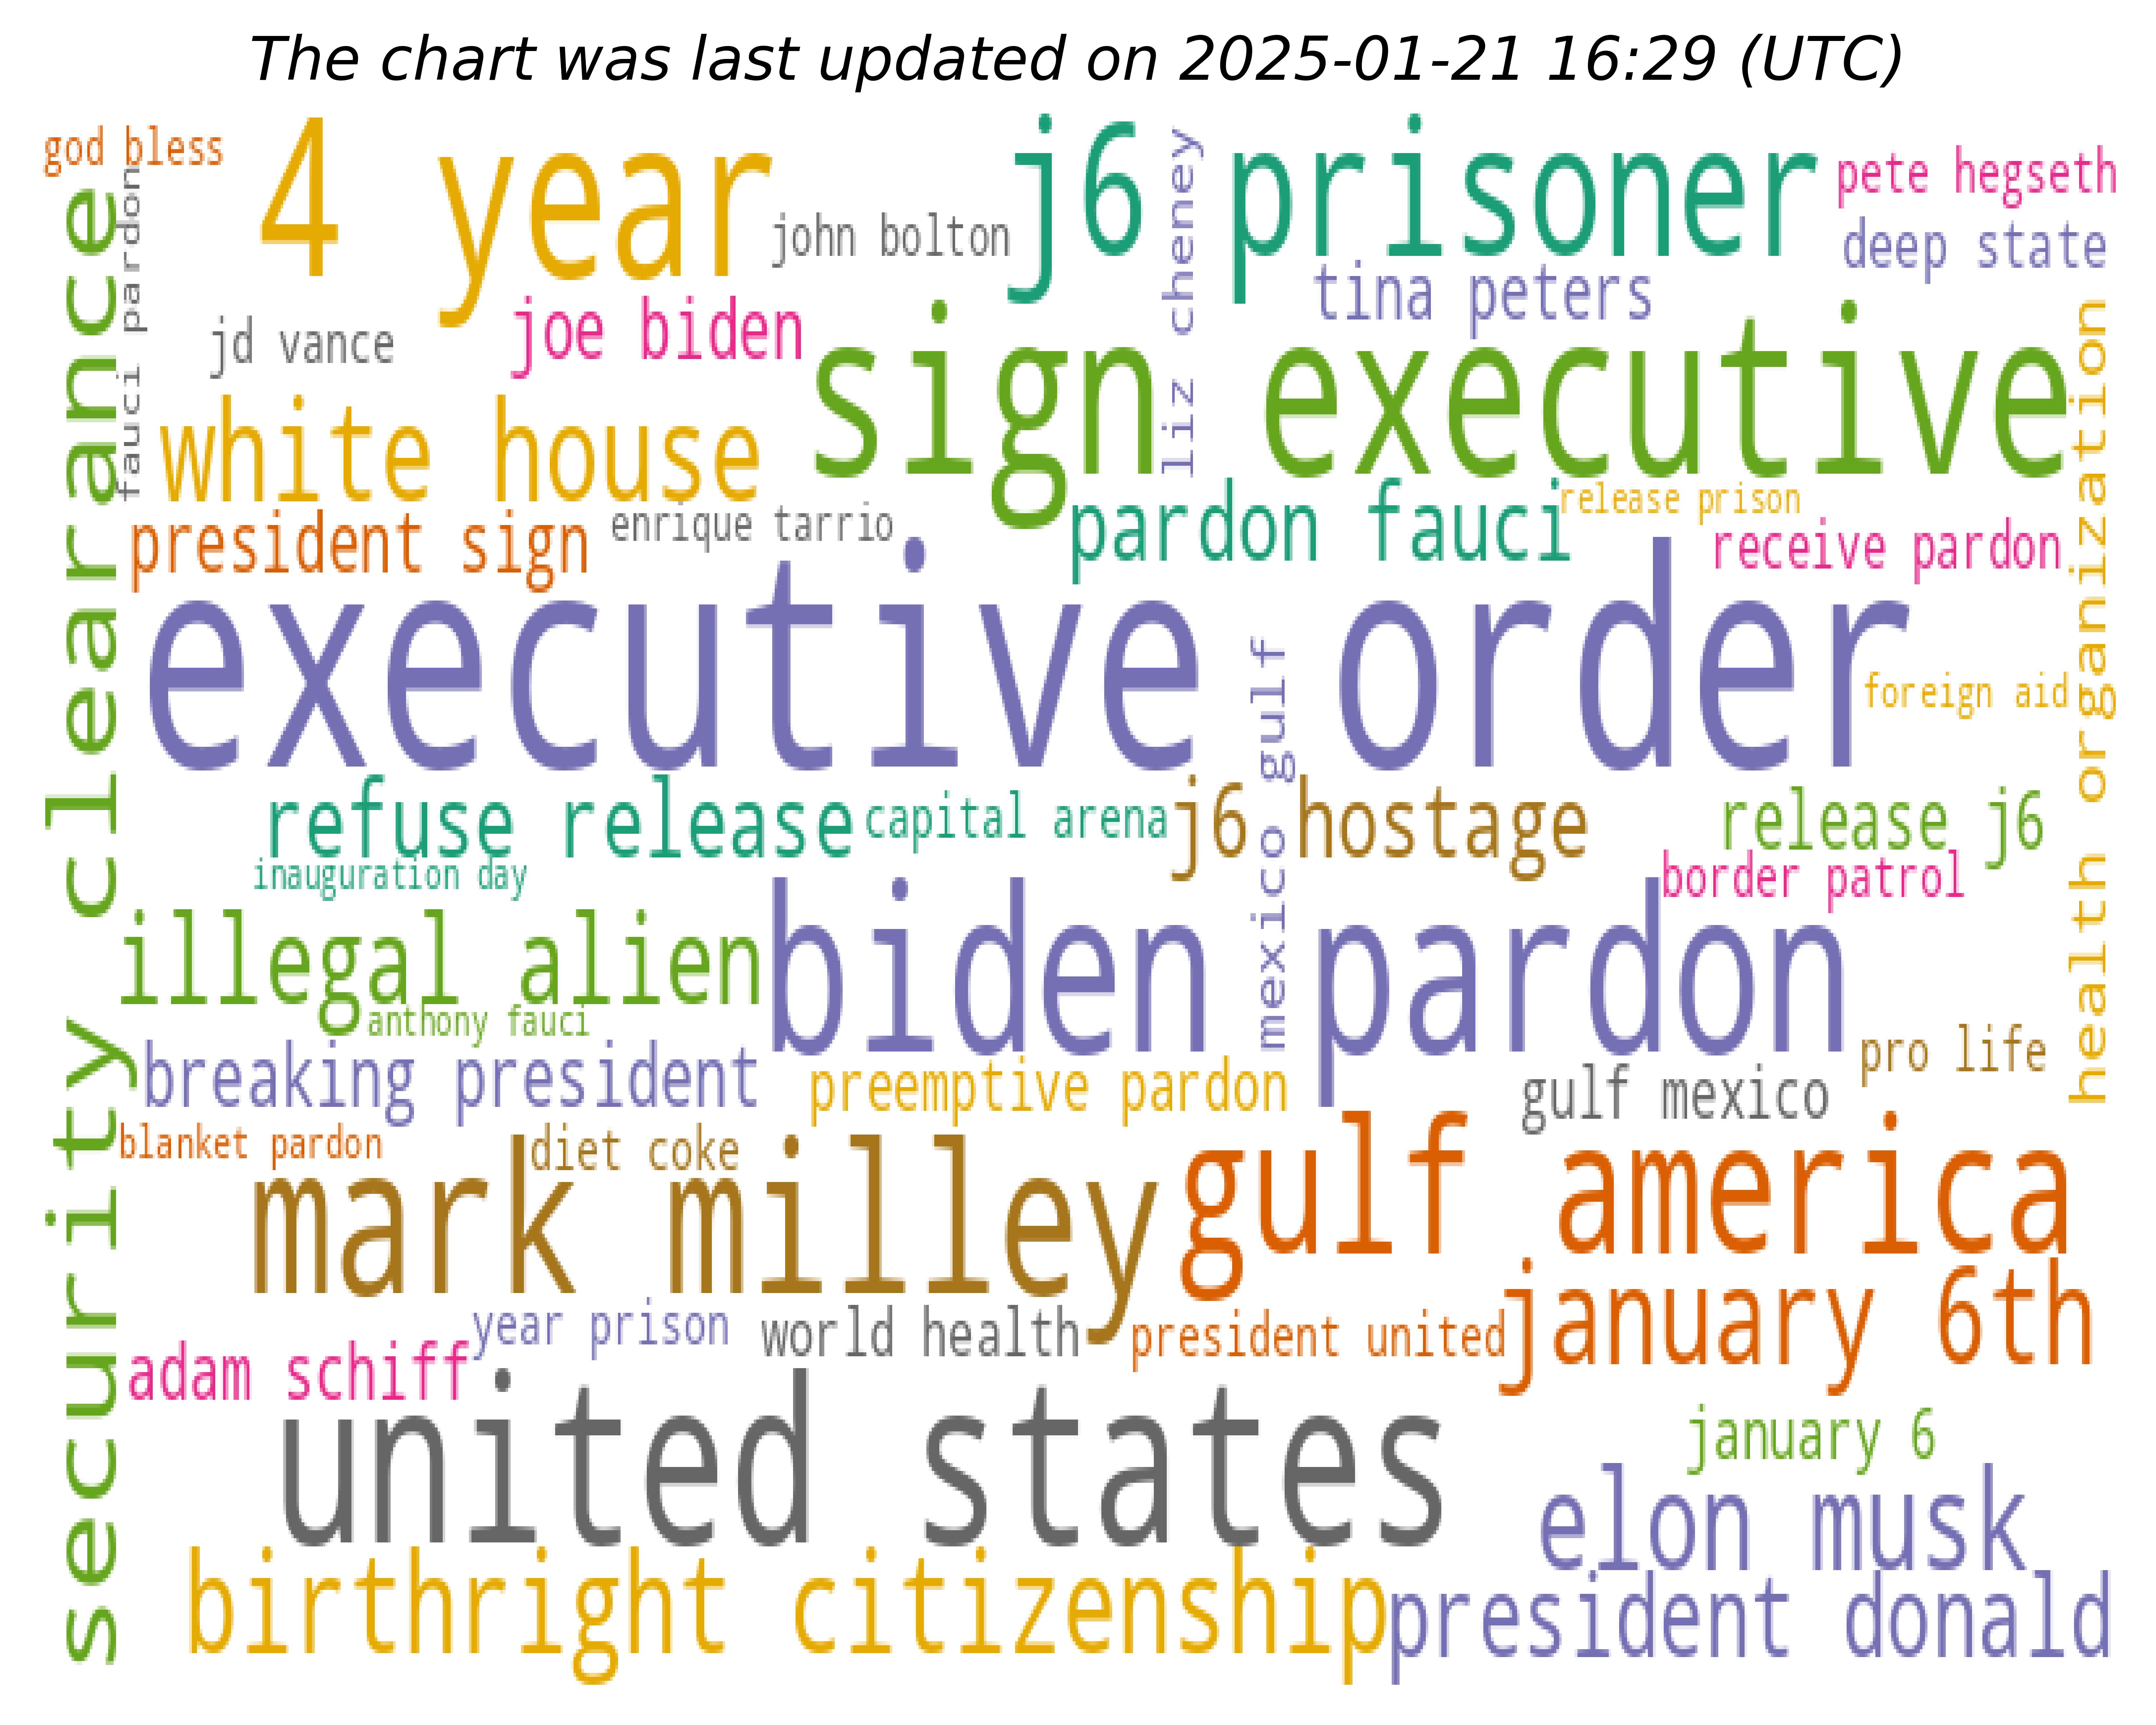 The chart was last updated on 2025-01-21 16:29 (UTC)
god bless
4 year
j6 prisoner
pete hegseth
john bolton
deep state
liz cheney
tina peters
fauci pardon
jd vance
joe biden
sign executive
white house
security clearance
health organization
president sign
enrique tarrio
pardon fauci
release prison
receive pardon
executive order
foreign aid
mexico gulf
refuse release
capital arena
j6 hostage
release j6
inauguration day
border patrol
illegal alien
biden pardon
anthony fauci
breaking president
preemptive pardon
gulf mexico
pro life
blanket pardon
diet coke
mark milley
gulf america
year prison
world health
president united
january 6th
adam schiff
united states
january 6
elon musk
birthright citizenship
president donald